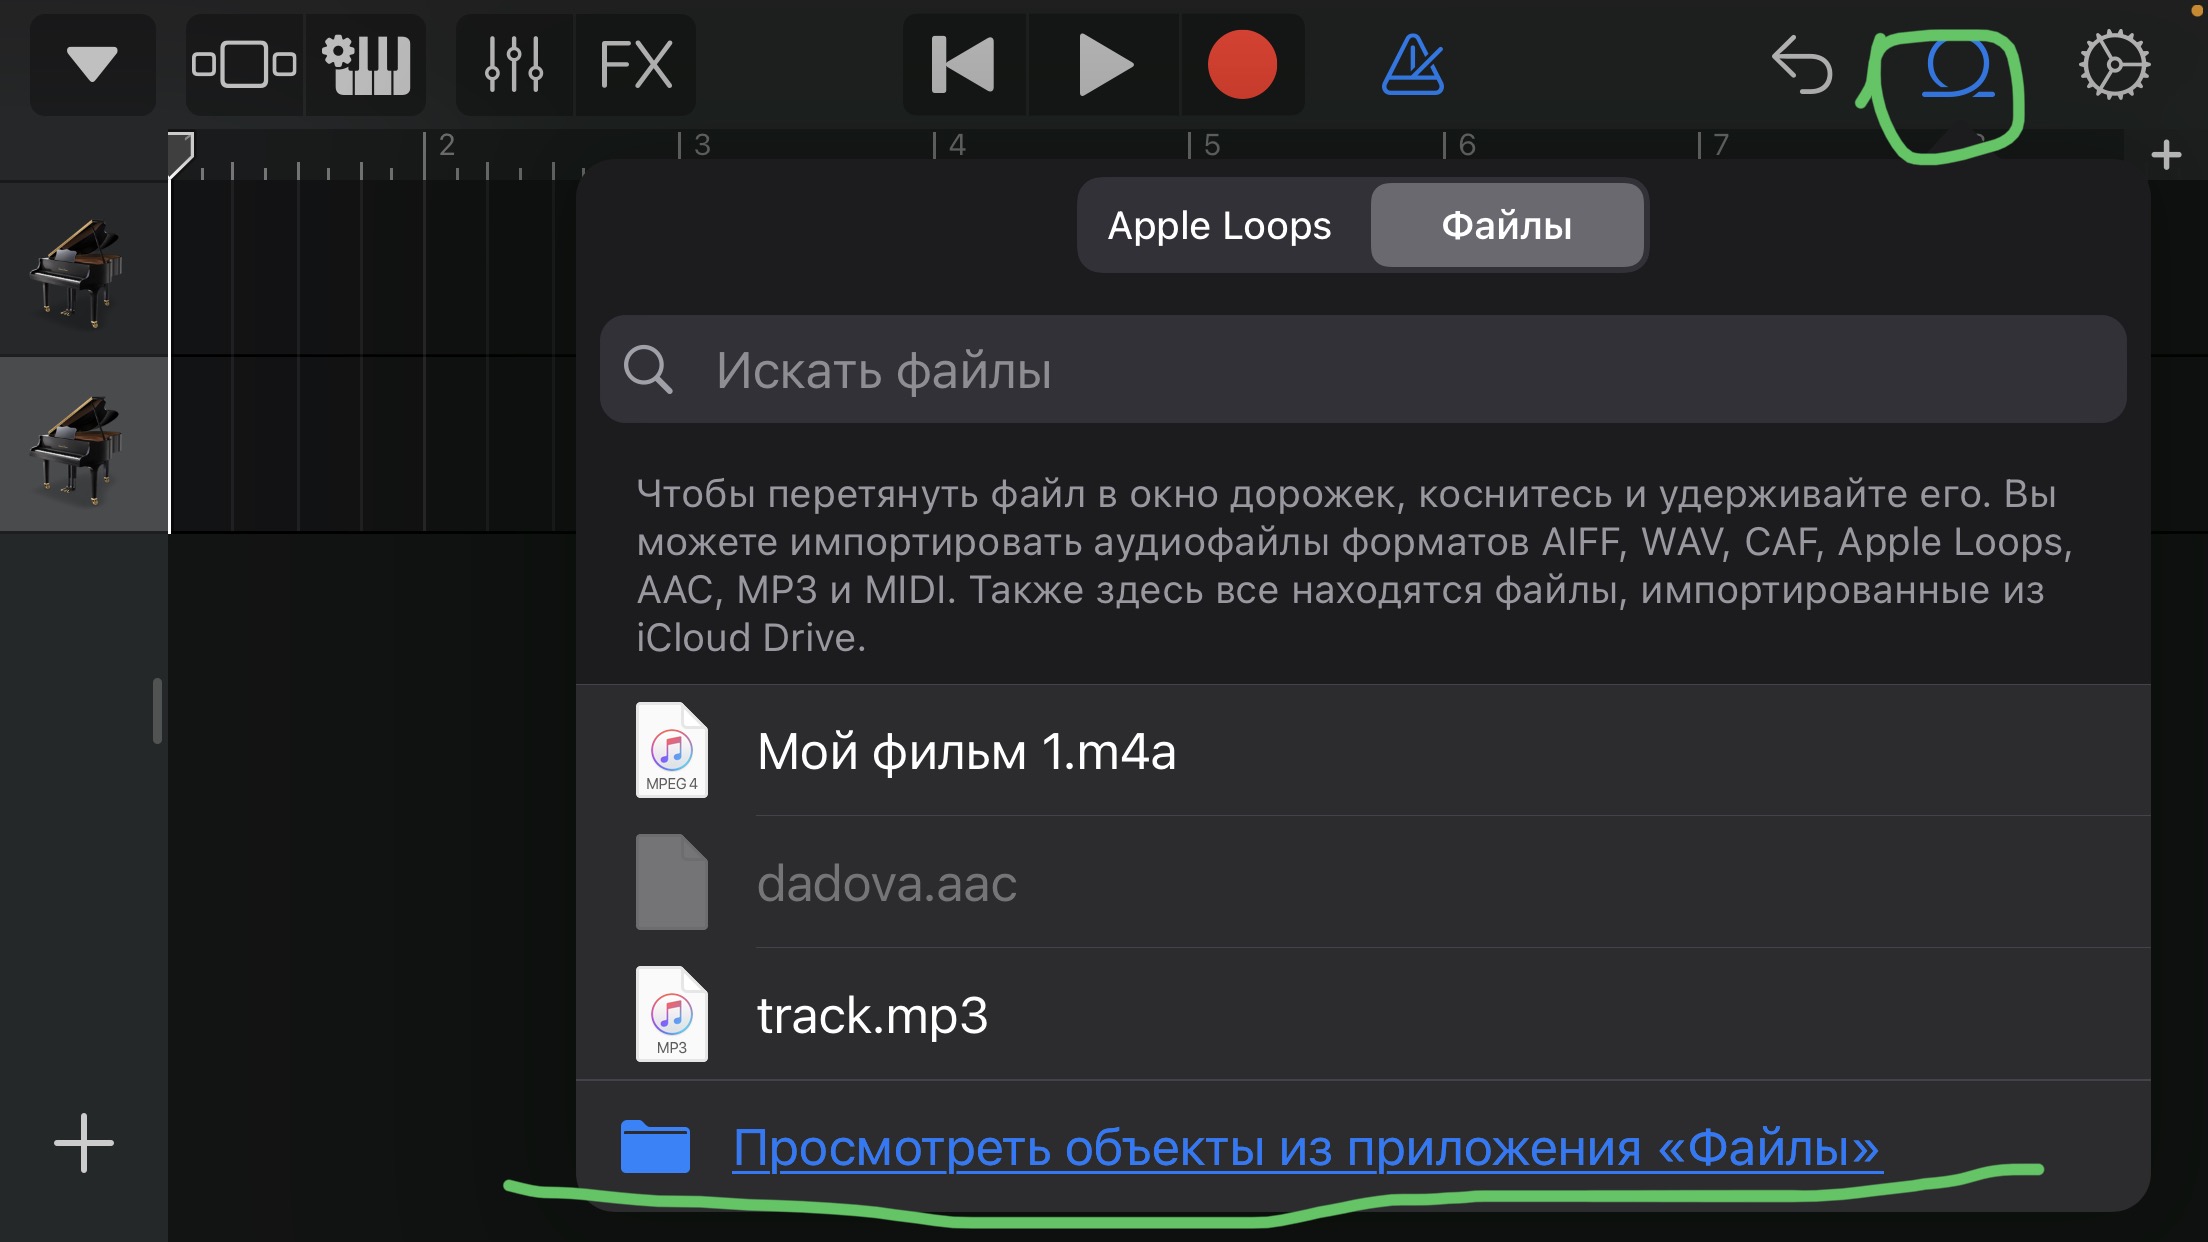 FX
2 3 4 5 6 7
Apple Loops Файлы
Искать файлы
Чтобы перетянуть файл в окно дорожек, коснитесь и удерживайте его. Вы
можете импортировать аудиофайлы форматов AIFF, WAV, CAF, Apple Loops,
AAC, MP3 и MIDI. Также здесь все находятся файлы, импортированные из
iCloud Drive.
MPEG4
Мой фильм 1.m4a
dadova.aac
track.mp3
MP3
Просмотреть объекты из приложения «Файлы»